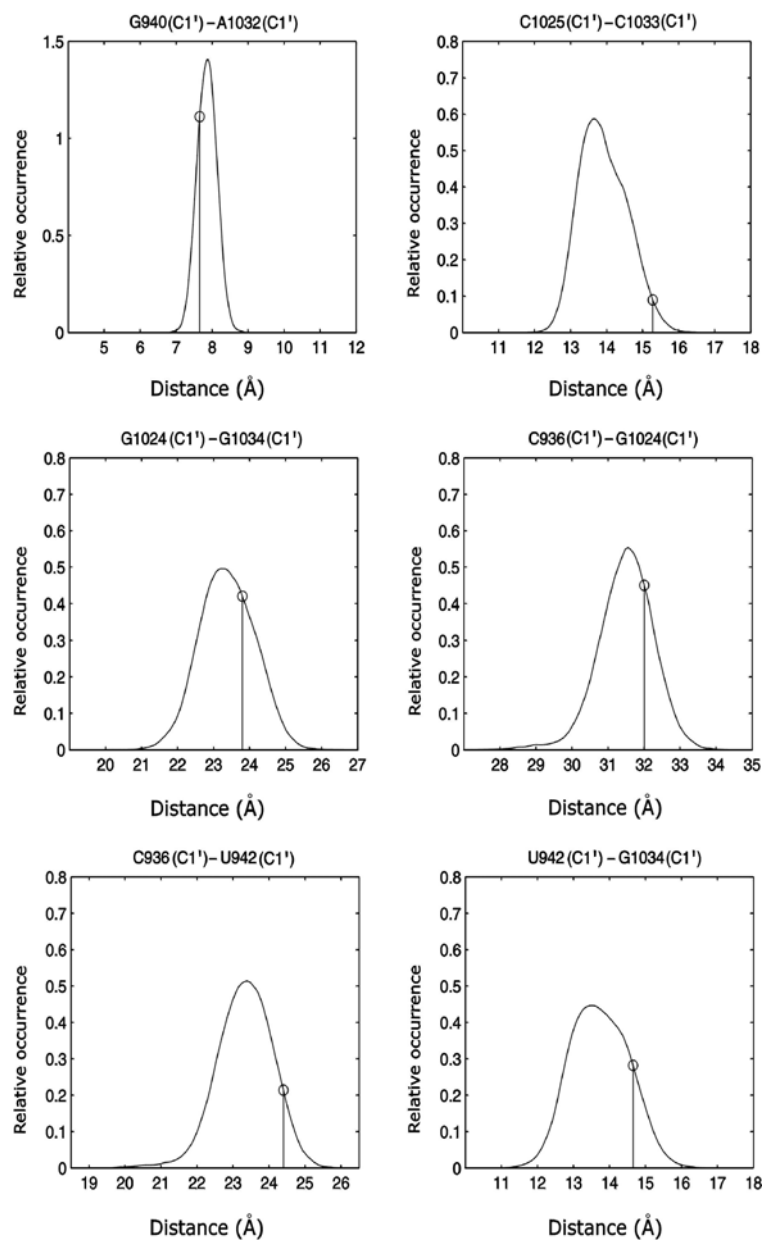 G940(C1')-A1032(C1')
1.5
1
0.5
0
5 6 7 8 9 10 11 12
Relative occurrence
Distance (Å)
C1025(C1')-C1033(C1')
0.8
0.7
0.6
0.5
0.4
0.3
0.2
0.1
0
11 12 13 14 15 16 17 18
Relative occurrence
Distance (Å)
G1024(C1')-G1034(C1')
0.8
0.7
0.6
0.5
0.4
0.3
0.2
0.1
0
20 21 22 23 24 25 26 27
Relative occurrence
Distance (Å)
C936(C1')-G1024(C1')
0.8
0.7
0.6
0.5
0.4
0.3
0.2
0.1
0
28 29 30 31 32 33 34 35
Relative occurrence
Distance (Å)
C936(C1')-U942(C1')
0.8
0.7
0.6
0.5
0.4
0.3
0.2
0.1
0
19 20 21 22 23 24 25 26
Relative occurrence
Distance (Å)
U942(C1')-G1034(C1')
0.8
0.7
0.6
0.5
0.4
0.3
0.2
0.1
0
11 12 13 14 15 16 17 18
Relative occurrence
Distance (Å)